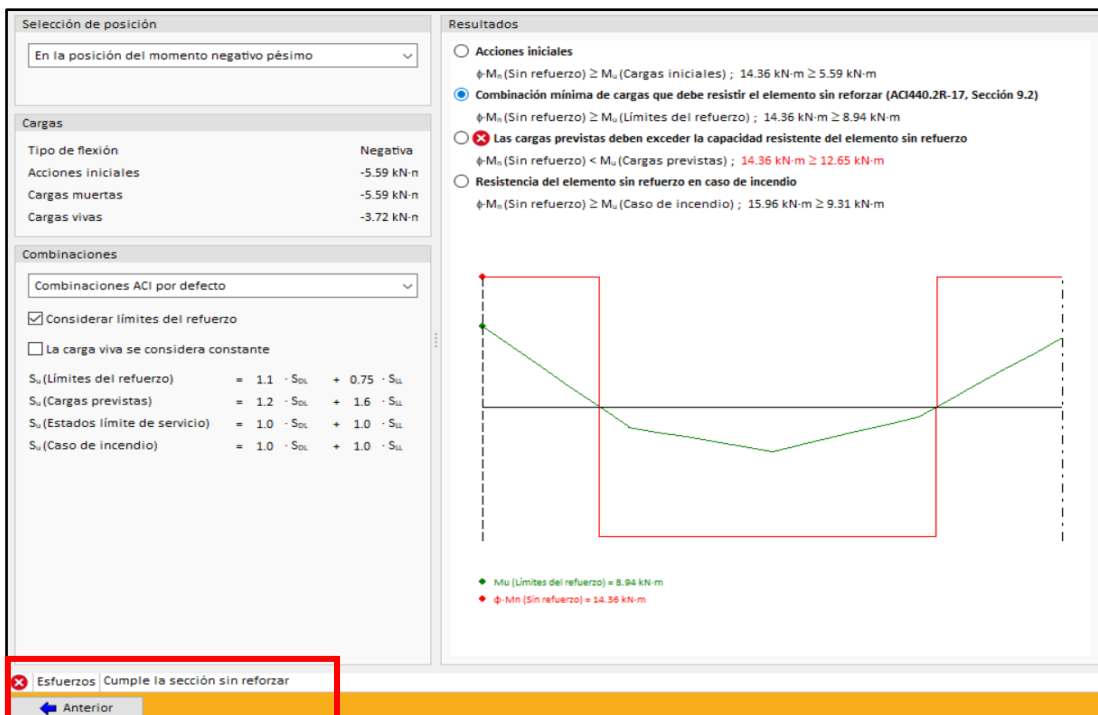 Selección de posición
En la posición del momento negativo pésimo
Cargas
Tipo de flexión Negativa
Acciones iniciales -5.59 kN·n
Cargas muertas -5.59 kN·n
Cargas vivas -3.72 kN·n
Combinaciones
Combinaciones ACI por defecto
Considerar límites del refuerzo
La carga viva se considera constante
Su (Límites del refuerzo) = 1.1 · SDL + 0.75 · SLL
Su (Cargas previstas) = 1.2 · SDL + 1.6 · SLL
Su (Estados límite de servicio) = 1.0 · SDL + 1.0 · SLL
Su (Caso de incendio) = 1.0 · SDL + 1.0 · SLL
Resultados
Acciones iniciales
ϕ·Mn (Sin refuerzo) ≥ Mu (Cargas iniciales) ; 14.36 kN·m ≥ 5.59 kN·m
Combinación mínima de cargas que debe resistir el elemento sin reforzar (ACI440.2R-17, Sección 9.2)
ϕ·Mn (Sin refuerzo) ≥ Mu (Límites del refuerzo) ; 14.36 kN·m ≥ 8.94 kN·m
Las cargas previstas deben exceder la capacidad resistente del elemento sin refuerzo
ϕ·Mn (Sin refuerzo) < Mu (Cargas previstas) ; 14.36 kN·m ≥ 12.65 kN·m
Resistencia del elemento sin refuerzo en caso de incendio
ϕ·Mn (Sin refuerzo) ≥ Mu (Caso de incendio) ; 15.96 kN·m ≥ 9.31 kN·m
Mu (Límites del refuerzo) = 8.94 kN·m
ϕ·Mn (Sin refuerzo) = 14.36 kN·m
Esfuerzos Cumple la sección sin reforzar
Anterior